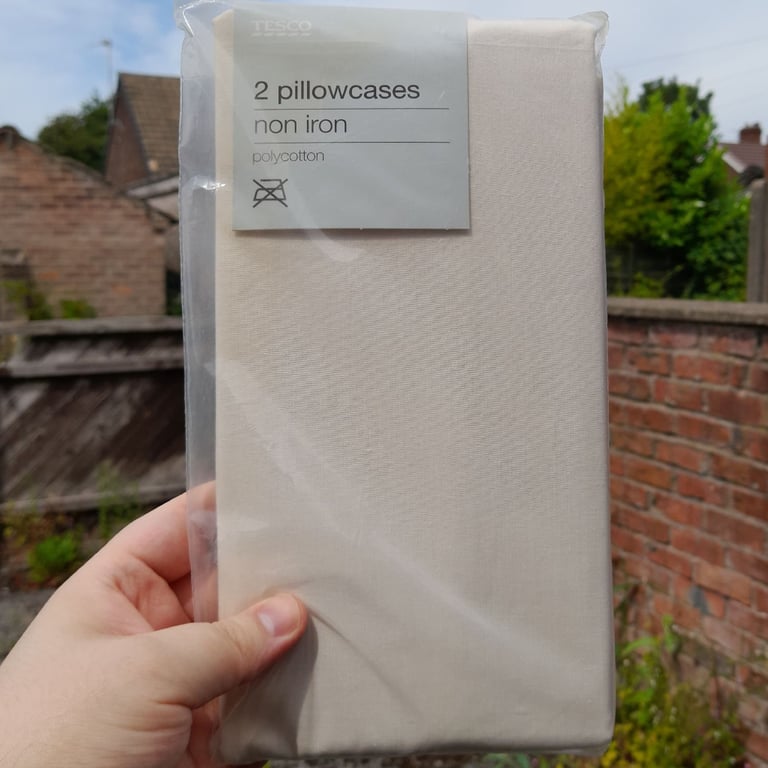 TESCO
2 pillowcases
non iron
polycotton